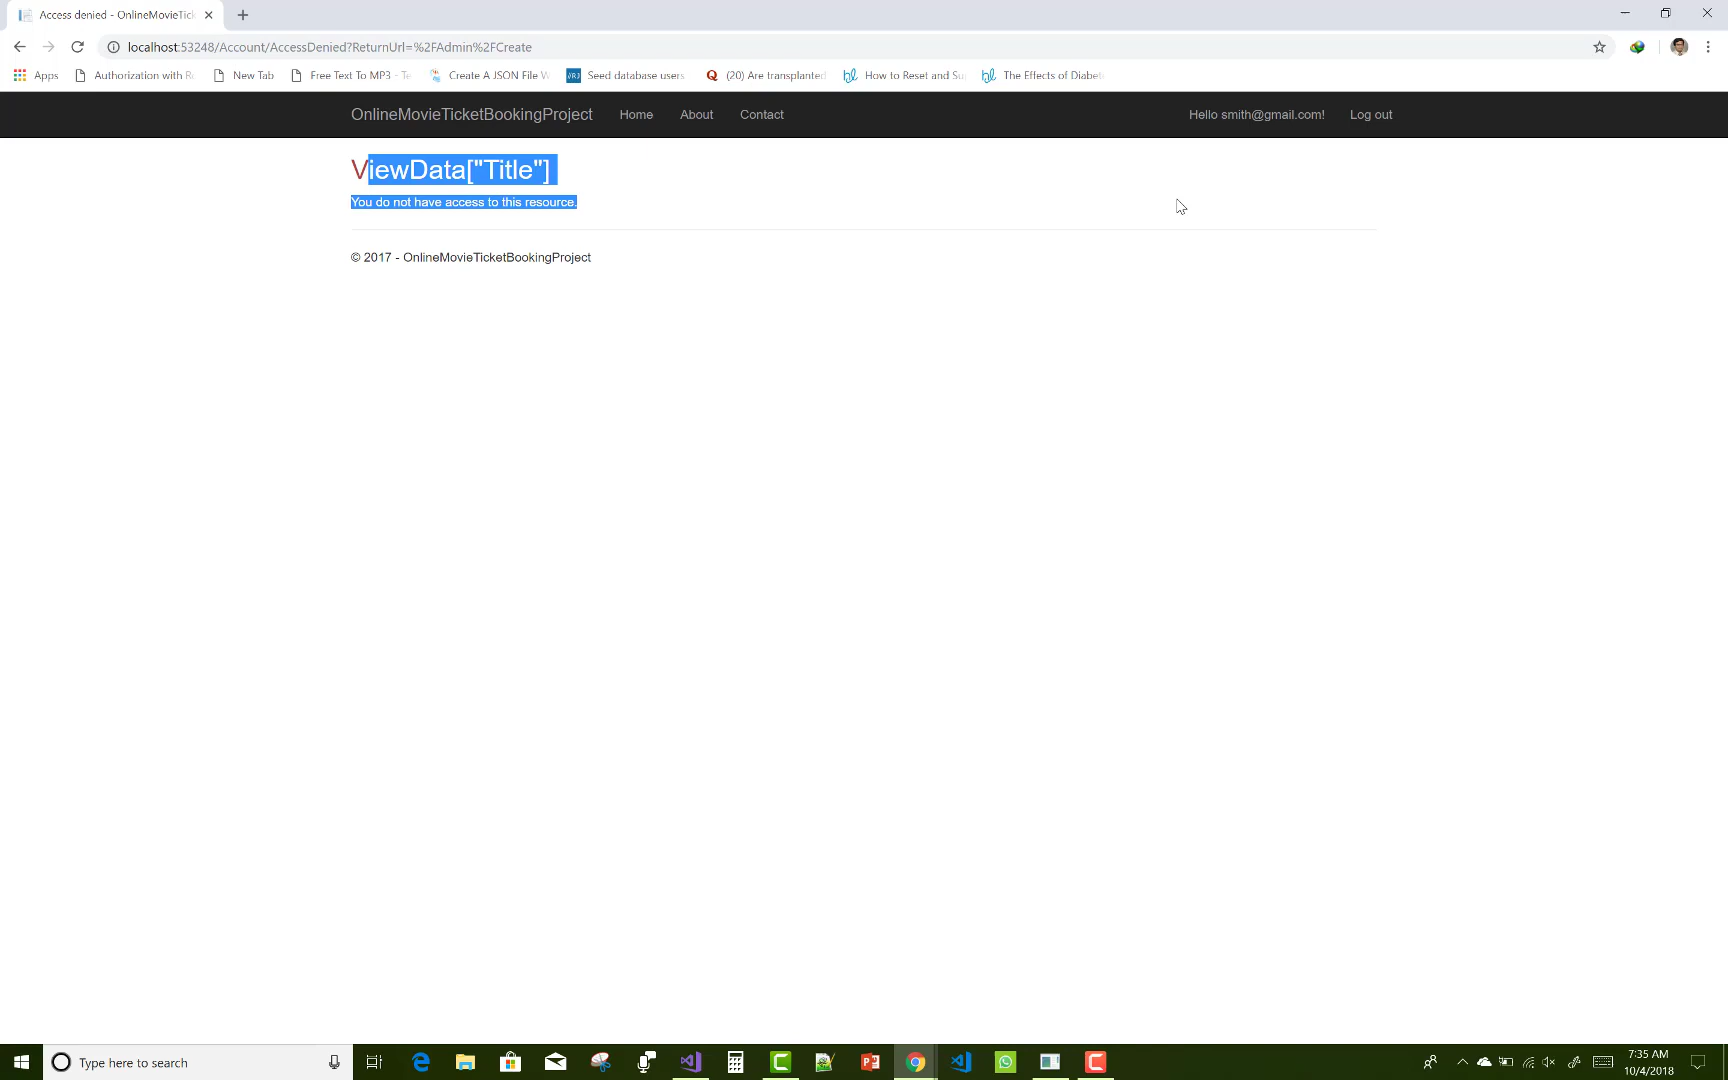 Access denied - OnlineMovieTick
localhost:53248/Account/AccessDenied?ReturnUrl=%2FAdmin%2FCreate
Apps Authorization with R New Tab Free Text To MP3 - Te Create A JSON File W Seed database users (20) Are transplanted How to Reset and Su The Effects of Diabet
OnlineMovieTicketBookingProject Home About Contact Hello smith@gmail.com! Log out
ViewData["Title"]
You do not have access to this resource.
© 2017 - OnlineMovieTicketBookingProject
Type here to search
7:35 AM
10/4/2018